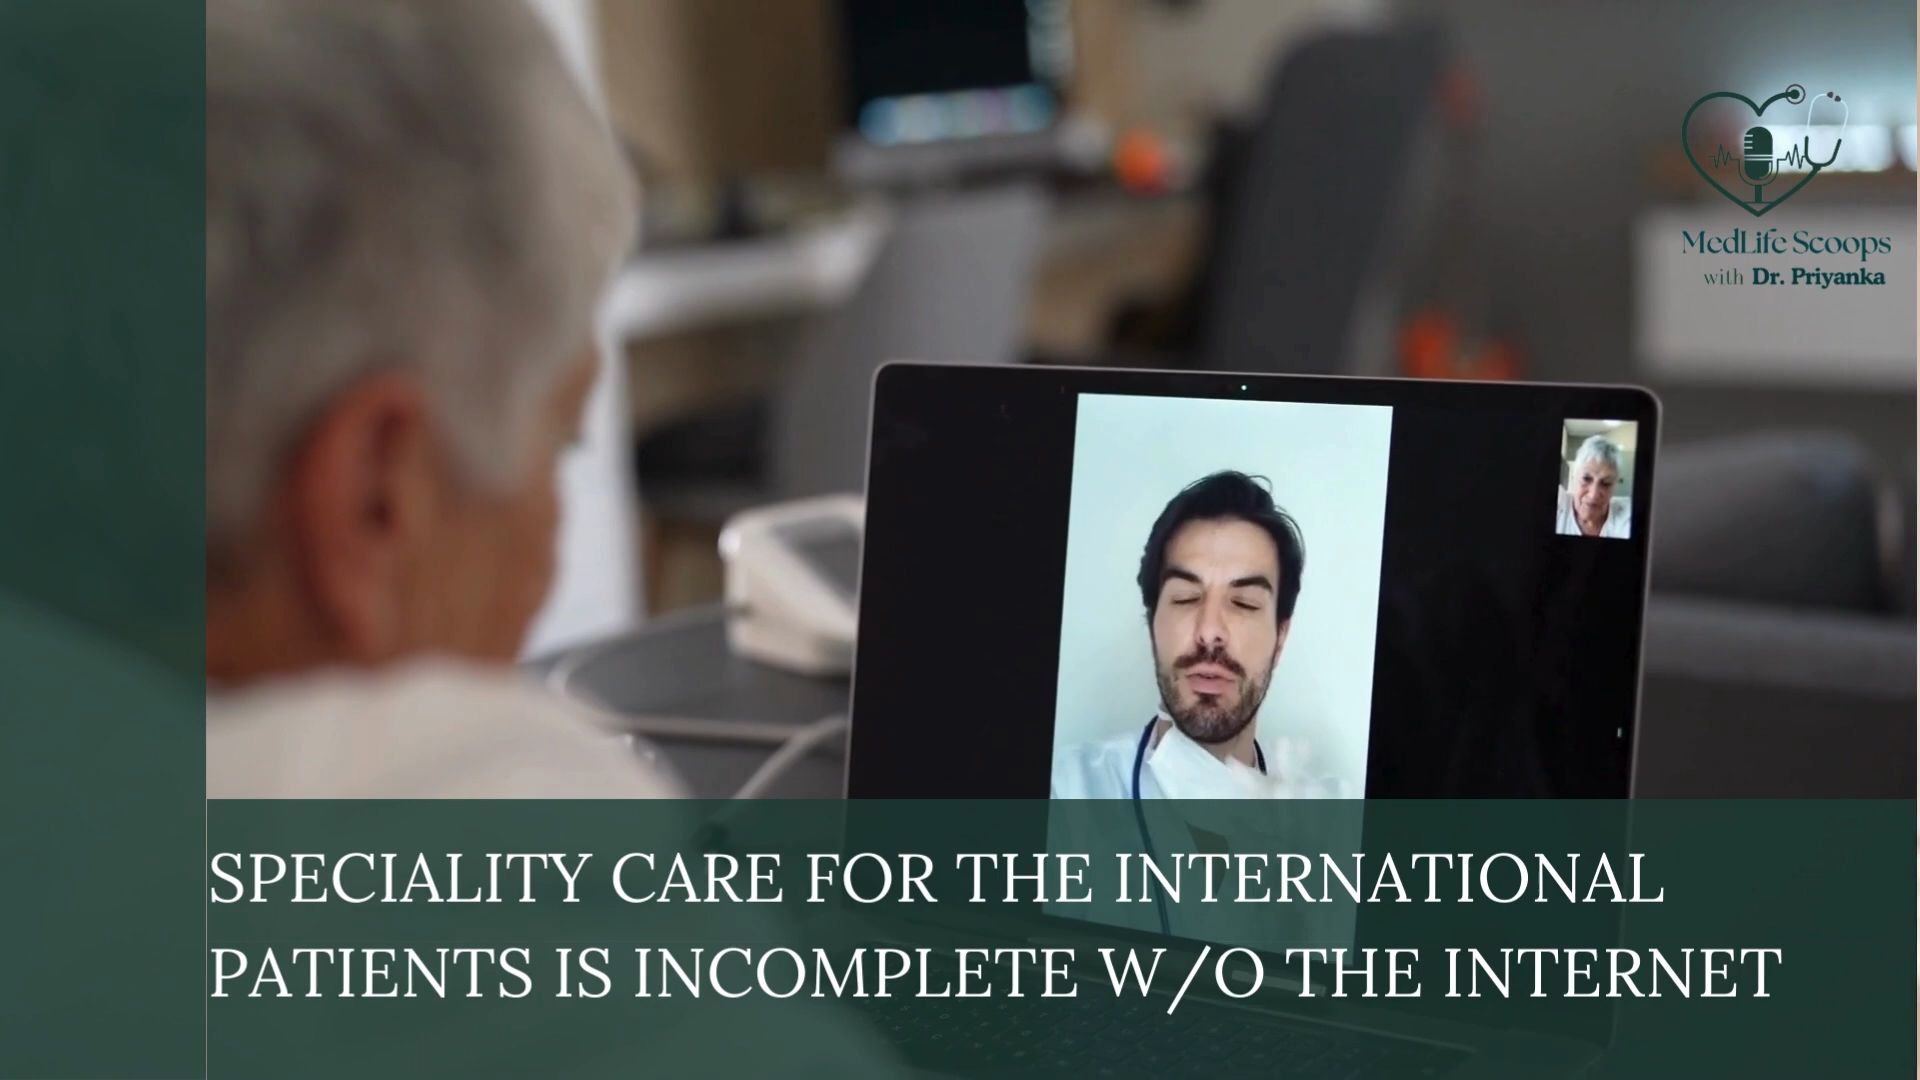 MedLife Scoops
with Dr. Priyanka
SPECIALITY CARE FOR THE INTERNATIONAL
PATIENTS IS INCOMPLETE W/O THE INTERNET